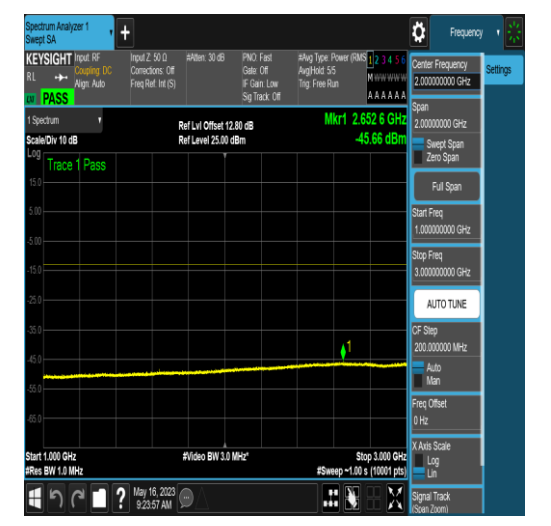 Spectrum Analyzer 1
Swept SA
+
Frequency
KEYSIGHT
RL
PASS
Input: RF
Coupling: DC
Align: Auto
Input Z: 50 Ω
Corrections: Off
Freq Ref: Int (S)
#Atten: 30 dB
PNO: Fast
Gate: Off
IF Gain: Low
Sig Track: Off
#Avg Type: Power (RMS
Avg|Hold: 5/5
Trig: Free Run
1 2 3 4 5 6
M W W W W W
A A A A A A
1 Spectrum
Scale/Div 10 dB
Ref Lvl Offset 12.80 dB
Ref Level 25.00 dBm
Mkr1 2.652 6 GHz
-45.66 dBm
Log
Trace 1 Pass
15.0
5.00
-5.00
-15.0
-25.0
-35.0
-45.0
-55.0
-65.0
1
Start 1.000 GHz
#Res BW 1.0 MHz
#Video BW 3.0 MHz*
Stop 3.000 GHz
#Sweep ~1.00 s (10001 pts)
?
May 16, 2023
9:23:57 AM
Center Frequency
2.000000000 GHz
Span
2.00000000 GHz
Swept Span
Zero Span
Full Span
Start Freq
1.000000000 GHz
Stop Freq
3.000000000 GHz
AUTO TUNE
CF Step
200.000000 MHz
Auto
Man
Freq Offset
0 Hz
X Axis Scale
Log
Lin
Signal Track
(Span Zoom)
Settings